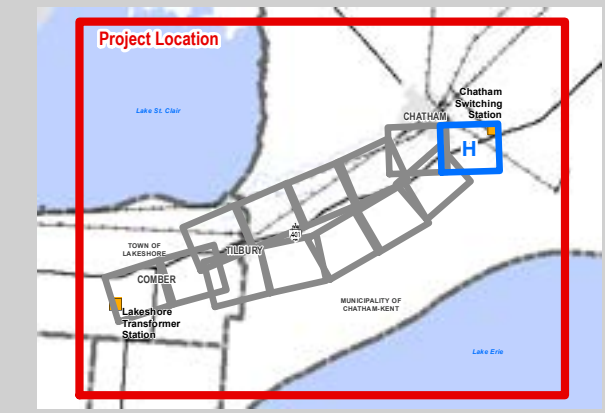 Project Location
Lake St. Clair
Chatham
Switching
Station
CHATHAM
H
401
TOWN OF
LAKESHORE
TILBURY
COMBER
Lakeshore
Transformer
Station
MUNICIPALITY OF
CHATHAM-KENT
Lake Erie